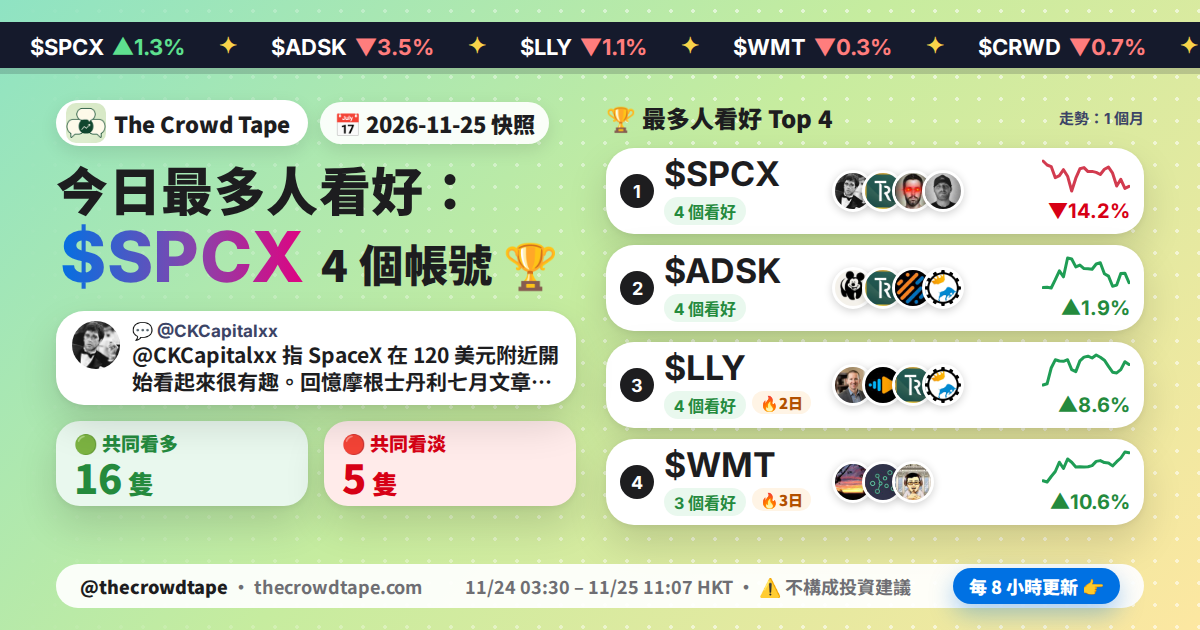 $SPCX ▲1.3% ✦ $ADSK ▼3.5% ✦ $LLY ▼1.1% ✦ $WMT ▼0.3% ✦ $CRWD ▼0.7% ✦
The Crowd Tape
📅 2026-11-25 快照
今日最多人看好：
$SPCX 4 個帳號 🏆
💬 @CKCapitalxx
@CKCapitalxx 指 SpaceX 在 120 美元附近開
始看起來很有趣。回憶摩根士丹利七月文章…
🟢 共同看多
16 隻
🔴 共同看淡
5 隻
🏆 最多人看好 Top 4
走勢：1個月
1
$SPCX
4 個看好
▼14.2%
2
$ADSK
4 個看好
▲1.9%
3
$LLY
4 個看好 🔥2日
▲8.6%
4
$WMT
3 個看好 🔥3日
▲10.6%
@thecrowdtape • thecrowdtape.com
11/24 03:30 – 11/25 11:07 HKT • ⚠️ 不構成投資建議
每 8 小時更新 👉